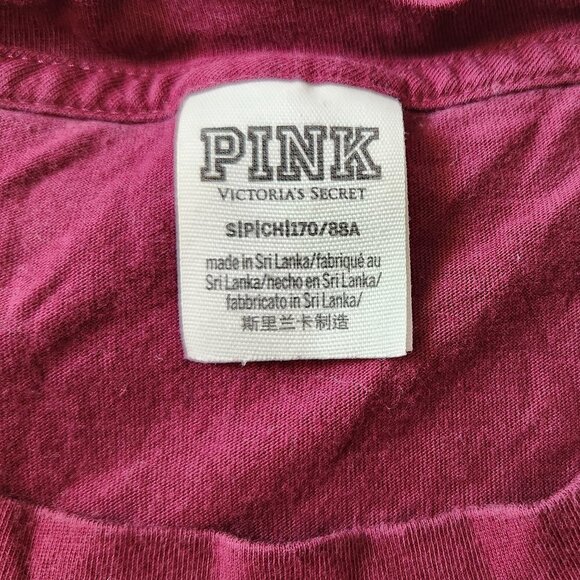 PINK
VICTORIA'S SECRET
S|P|CH|170/88A
made in Sri Lanka/fabriqué au
Sri Lanka/hecho en Sri Lanka/
fabbricato in Sri Lanka/
斯里兰卡制造